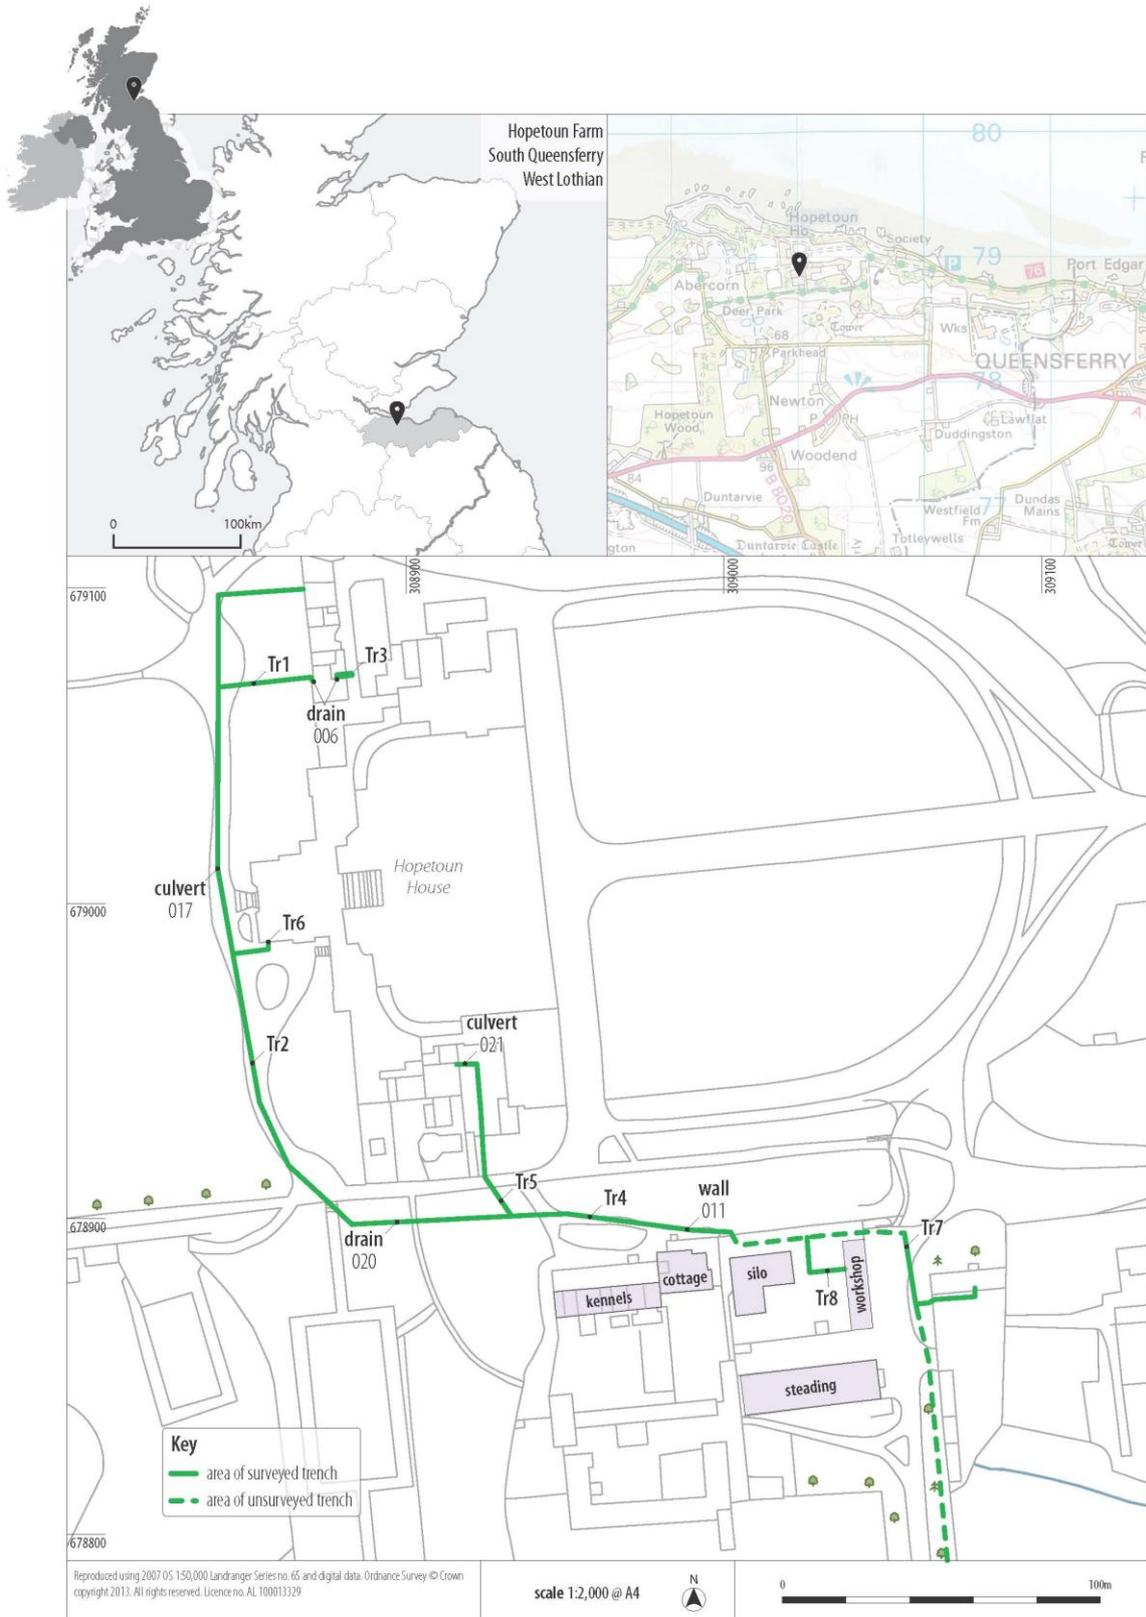 Hopetoun Farm
South Queensferry
West Lothian
0
100km
80
Hopetoun
Ho
Society
79
P
76
Port Edgar
Abercorn
Deer Park
68
Tower
Wks
Parkhead
QUEENSFERRY
78
Newton
P
PH
A
Hopetoun
Wood
Lawflat
Duddingston
Woodend
84
96
B 8020
Duntarvie
Westfield
Fm
77
Dundas
Mains
gton
Duntarvie Castle
Totleywells
Tower
679100
308900
309000
309100
Tr1
Tr3
drain
006
Hopetoun
House
culvert
017
679000
Tr6
culvert
021
Tr2
Tr5
Tr4
wall
011
678900
drain
020
Tr7
cottage
silo
workshop
kennels
Tr8
steading
Key
area of surveyed trench
area of unsurveyed trench
678800
Reproduced using 2007 OS 1:50,000 Landranger Series no. 65 and digital data. Ordnance Survey © Crown
copyright 2013. All rights reserved. Licence no. AL 100013329
scale 1:2,000 @ A4
N
0
100m